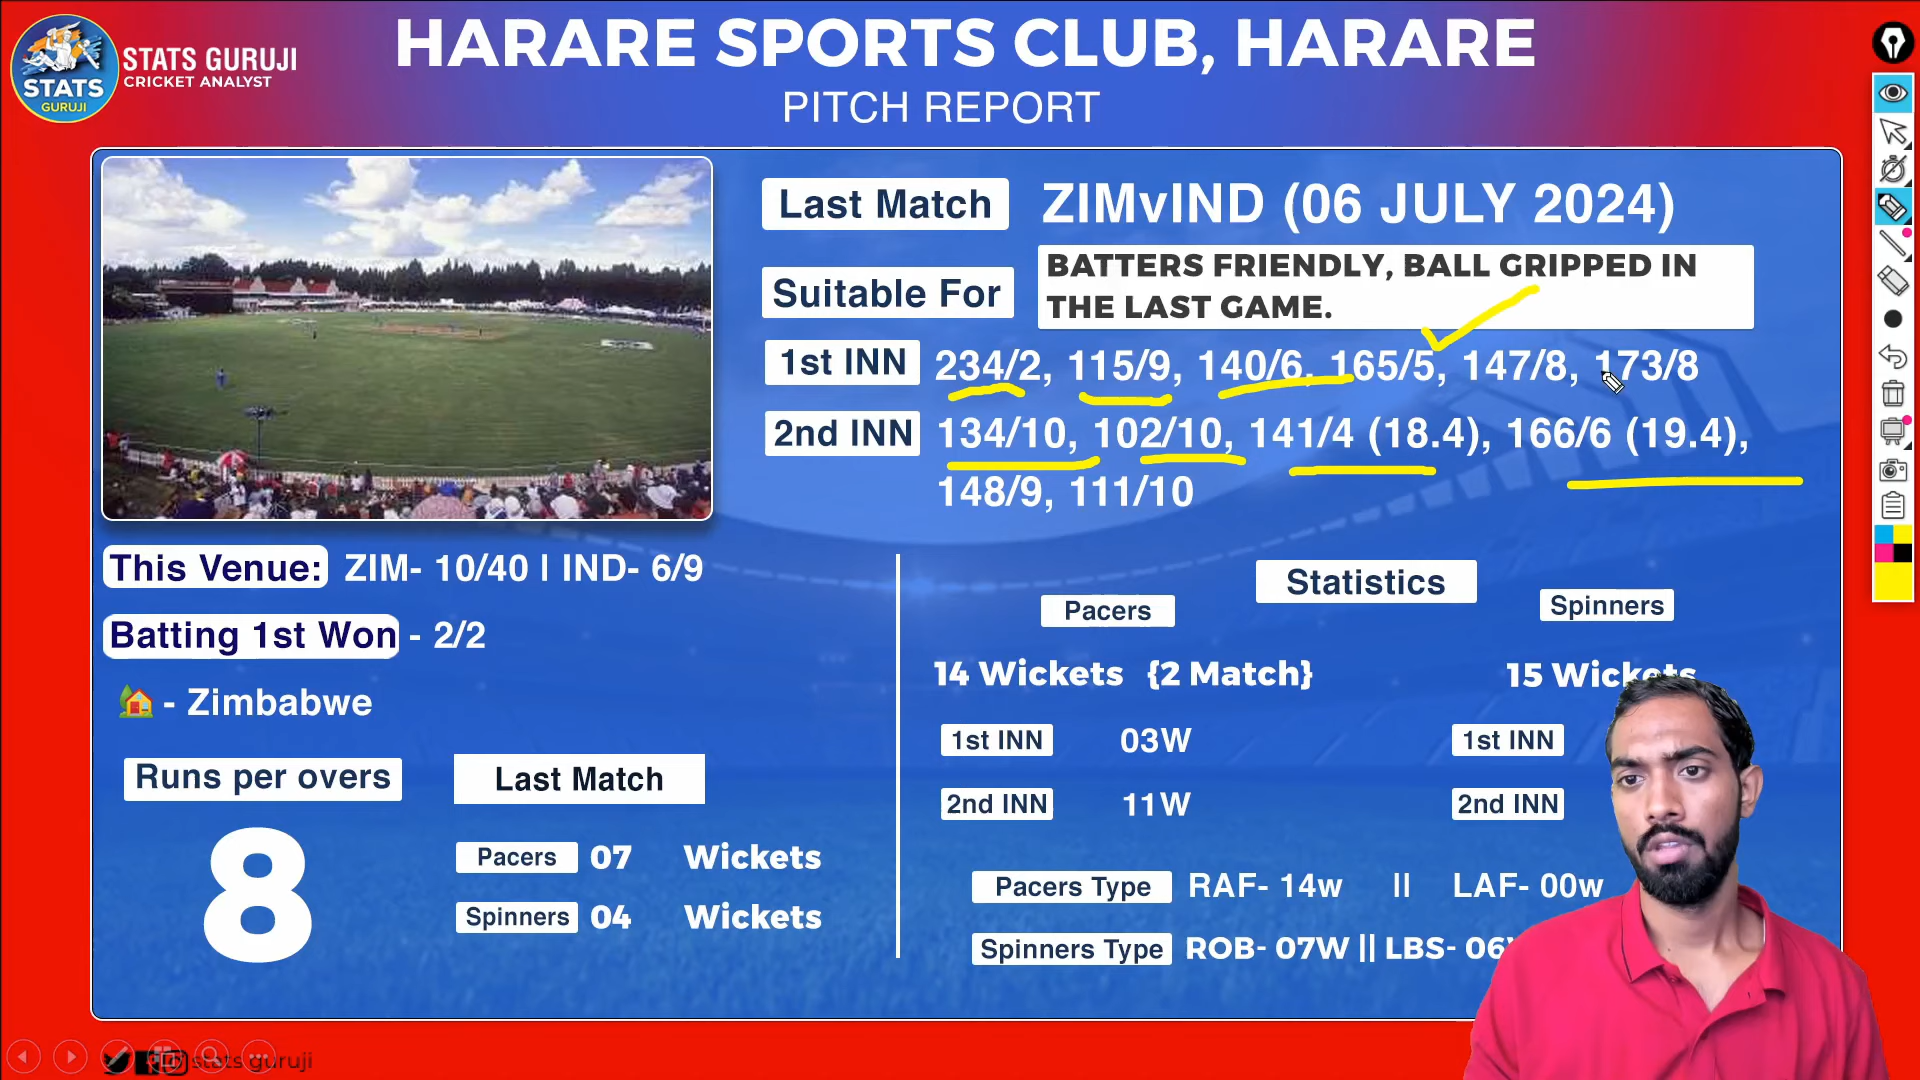 STATS GURUJI
CRICKET ANALYST
STATS
GURUJI
HARARE SPORTS CLUB, HARARE
PITCH REPORT
Last Match ZIMvIND (06 JULY 2024)
Suitable For
BATTERS FRIENDLY, BALL GRIPPED IN
THE LAST GAME.
1st INN 234/2, 115/9, 140/6, 165/5, 147/8, 173/8
2nd INN 134/10, 102/10, 141/4 (18.4), 166/6 (19.4),
148/9, 111/10
This Venue: ZIM- 10/40 | IND- 6/9
Batting 1st Won - 2/2
- Zimbabwe
Runs per overs
8
Last Match
Pacers 07 Wickets
Spinners 04 Wickets
Statistics
Pacers
Spinners
14 Wickets {2 Match}
15 Wickets
1st INN 03W
1st INN
2nd INN 11W
2nd INN
Pacers Type RAF- 14w || LAF- 00w
Spinners Type ROB- 07W || LBS- 06
stats guruji